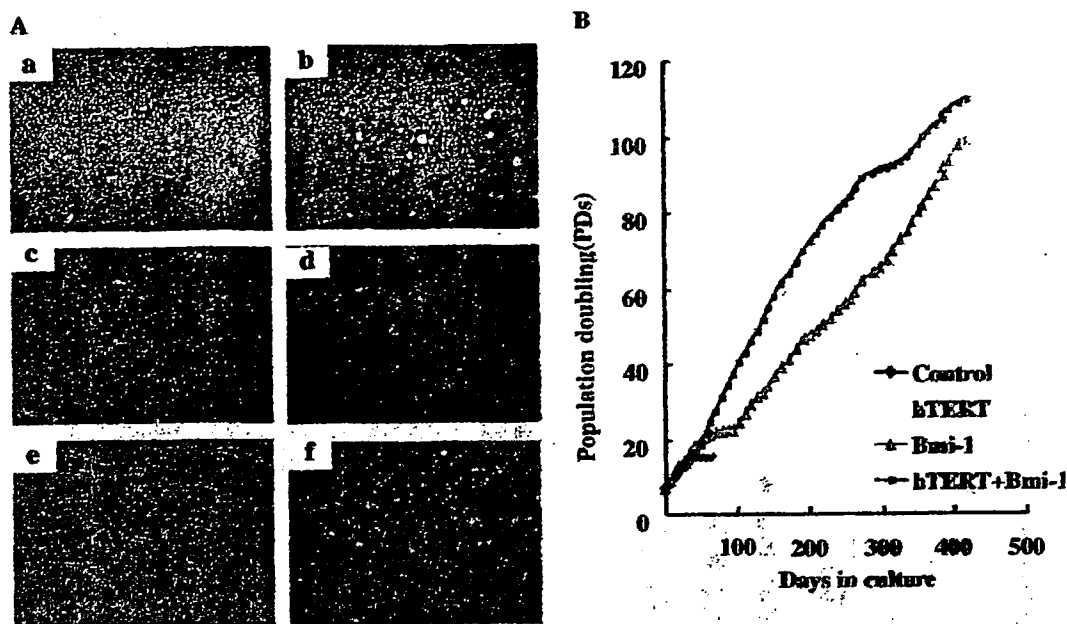 A
a
b
c
d
e
f
B
Population doubling(PDs)
120
100
80
60
40
20
0
100 200 300 400 500
Days in culture
Control
hTERT
Bmi-1
hTERT+Bmi-1